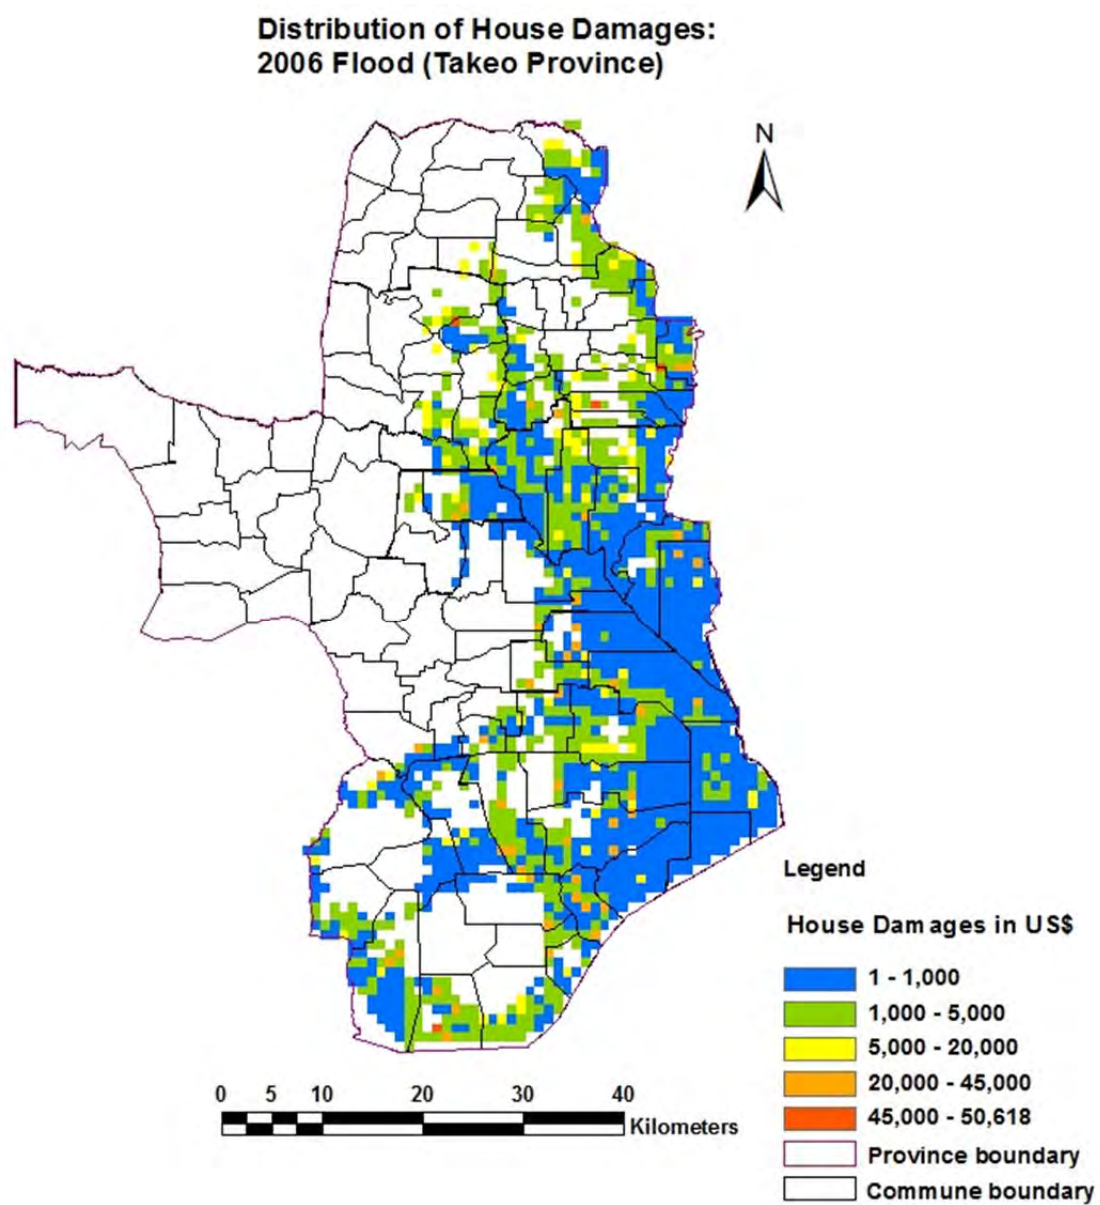 Distribution of House Damages:
2006 Flood (Takeo Province)
N
Legend
House Damages in US$
1 - 1,000
1,000 - 5,000
5,000 - 20,000
20,000 - 45,000
45,000 - 50,618
Province boundary
Commune boundary
0 5 10 20 30 40
Kilometers